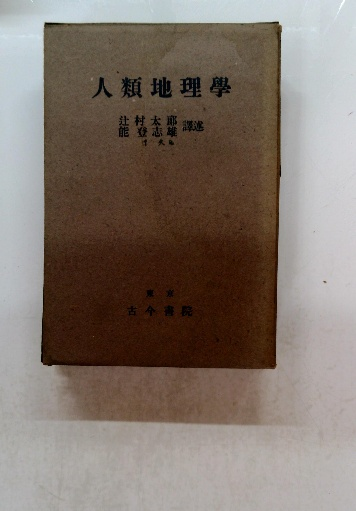 人類地理學
辻村太郎
能登志雄
譯述
東京
古今書院